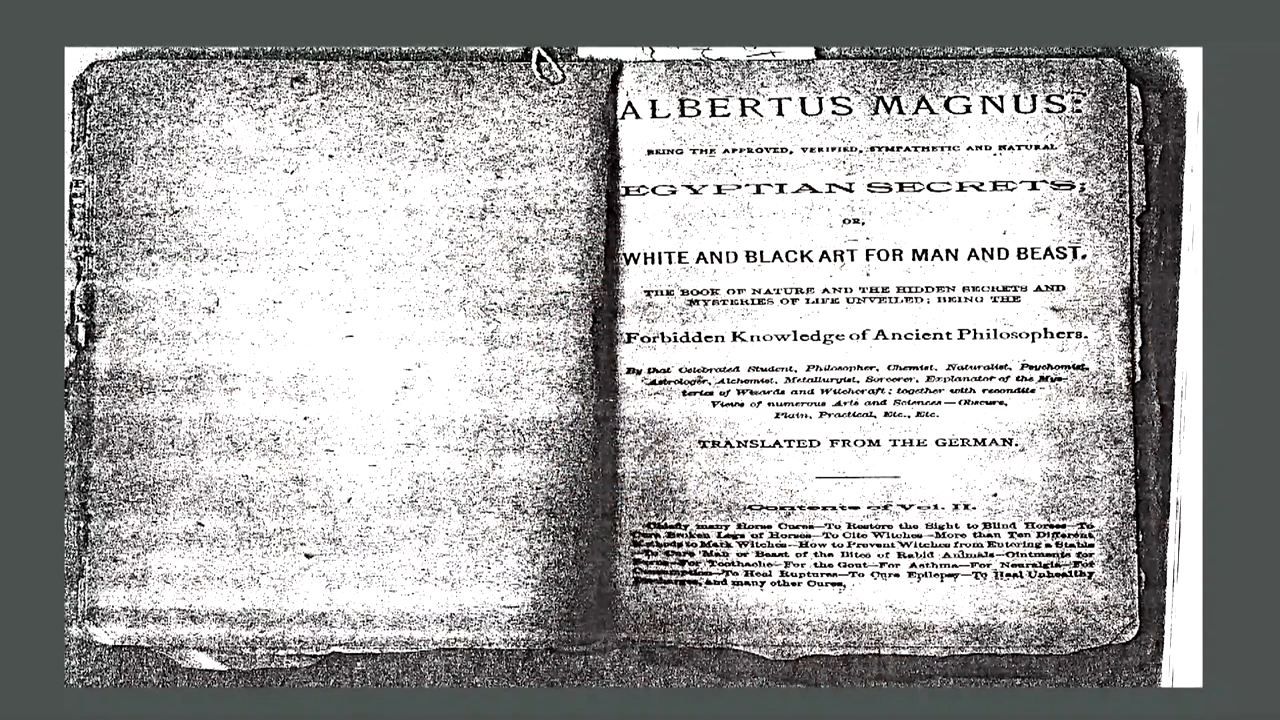 ALBERTUS MAGNUS:
BEING THE APPROVED, VERIFIED, SYMPATHETIC AND NATURAL
EGYPTIAN SECRETS;
OR,
WHITE AND BLACK ART FOR MAN AND BEAST.
THE BOOK OF NATURE AND THE HIDDEN SECRETS AND
MYSTERIES OF LIFE UNVEILED; BEING THE
Forbidden Knowledge of Ancient Philosophers.
By that Celebrated Student, Philosopher, Chemist, Naturalist, Psychomist,
Astrologer, Alchemist, Metallurgist, Sorcerer, Explanator of the Mys-
teries of Wizards and Witchcraft; together with recondite
Views of numerous Arts and Sciences—Obscure,
Plain, Practical, Etc., Etc.
TRANSLATED FROM THE GERMAN.
Contents of Vol. II.
Chiefly many Horse Cures—To Restore the Sight to Blind Horses—To
Cure Broken Legs of Horses—To Cite Witches—More than Ten Different
Methods to Mark Witches—How to Prevent Witches from Entering a Stable
—To Cure Man or Beast of the Bites of Rabid Animals—Ointments for
—For Toothache—For the Gout—For Asthma—For Neuralgia—For
—To Heal Ruptures—To Cure Epilepsy—To Heal Unhealthy
and many other Cures.